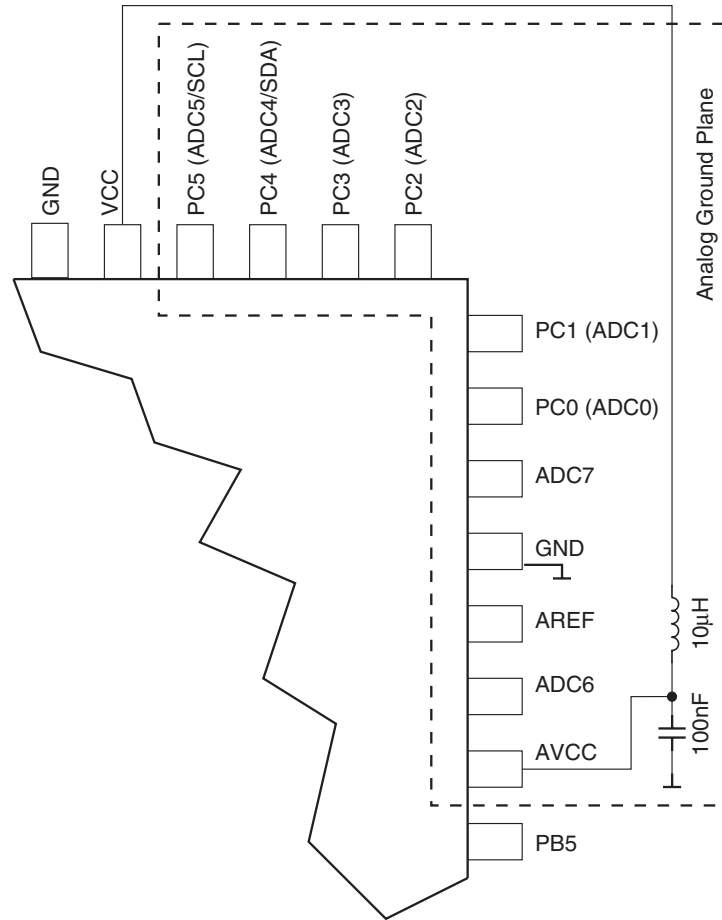 GND
VCC
PC5 (ADC5/SCL)
PC4 (ADC4/SDA)
PC3 (ADC3)
PC2 (ADC2)
Analog Ground Plane
PC1 (ADC1)
PC0 (ADC0)
ADC7
GND
AREF
ADC6
AVCC
PB5
10μH
100nF